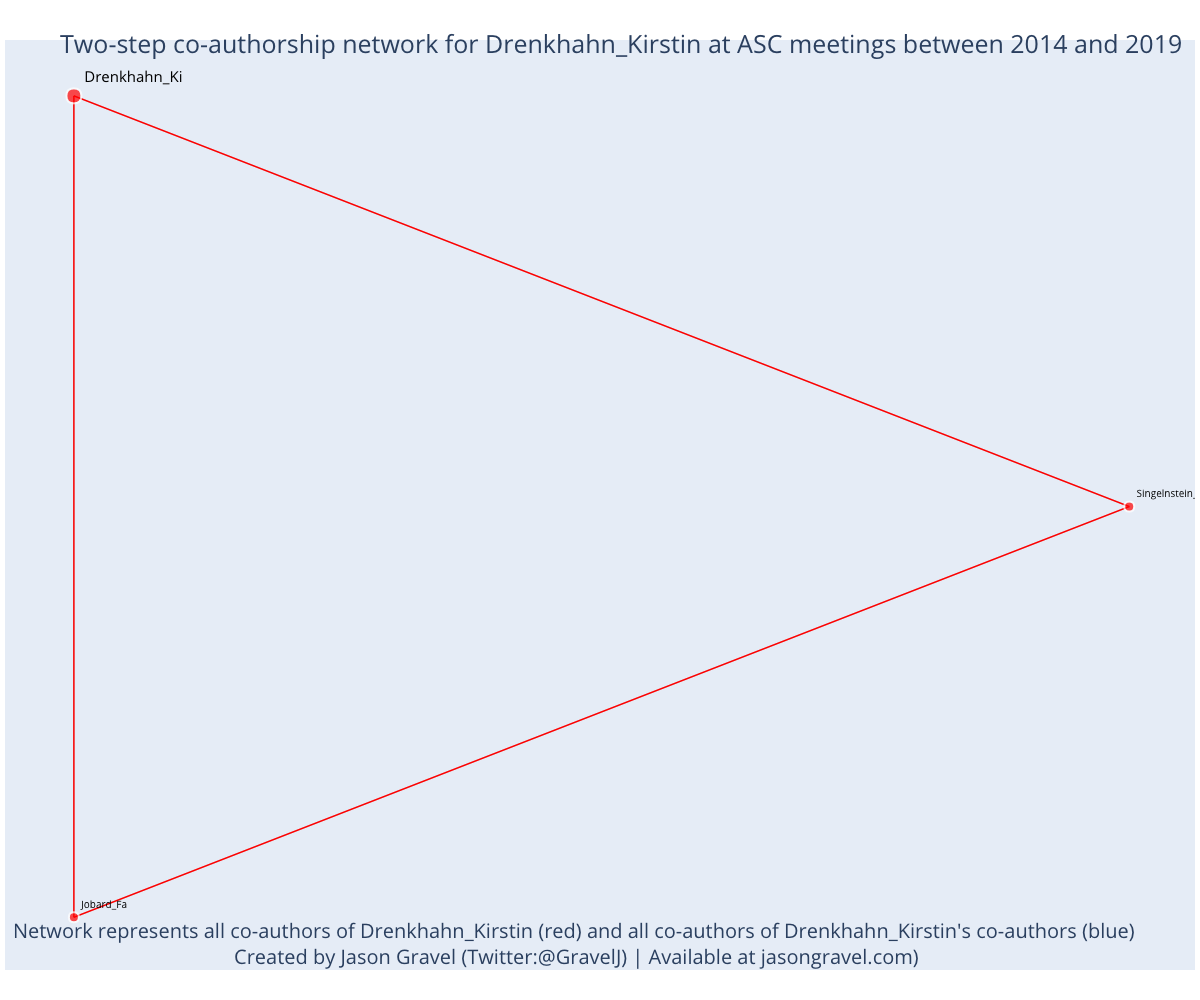 Two-step co-authorship network for Drenkhahn_Kirstin at ASC meetings between 2014 and 2019
Drenkhahn_Ki
Singelnstein_
Jobard_Fa
Network represents all co-authors of Drenkhahn_Kirstin (red) and all co-authors of Drenkhahn_Kirstin's co-authors (blue)
Created by Jason Gravel (Twitter:@GravelJ) | Available at jasongravel.com)